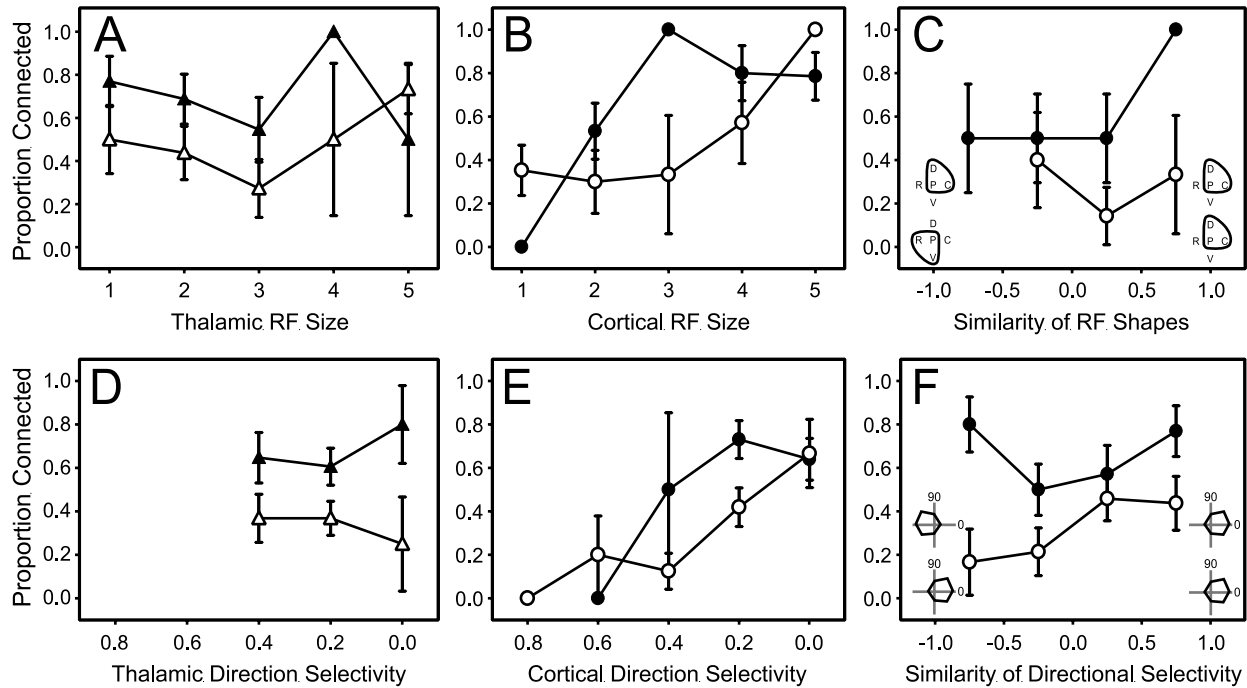 A
B
C
Proportion Connected
1.0
0.8
0.6
0.4
0.2
0.0
1 2 3 4 5
Thalamic RF Size
1.0
0.8
0.6
0.4
0.2
0.0
1 2 3 4 5
Cortical RF Size
1.0
0.8
0.6
0.4
0.2
0.0
D
R P C
V
D
R P C
V
D
R P C
V
D
R P C
V
-1.0 -0.5 0.0 0.5 1.0
Similarity of RF Shapes
D
E
F
Proportion Connected
1.0
0.8
0.6
0.4
0.2
0.0
0.8 0.6 0.4 0.2 0.0
Thalamic Direction Selectivity
1.0
0.8
0.6
0.4
0.2
0.0
0.8 0.6 0.4 0.2 0.0
Cortical Direction Selectivity
1.0
0.8
0.6
0.4
0.2
0.0
90
0
90
0
90
0
90
0
-1.0 -0.5 0.0 0.5 1.0
Similarity of Directional Selectivity